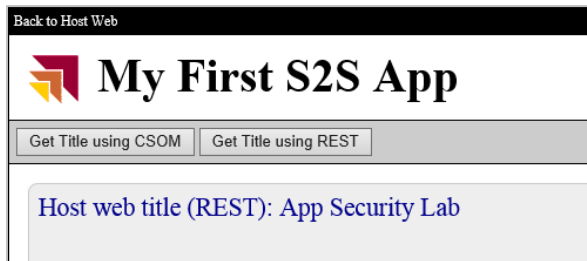 Back to Host Web
My First S2S App
Get Title using CSOM Get Title using REST
Host web title (REST): App Security Lab